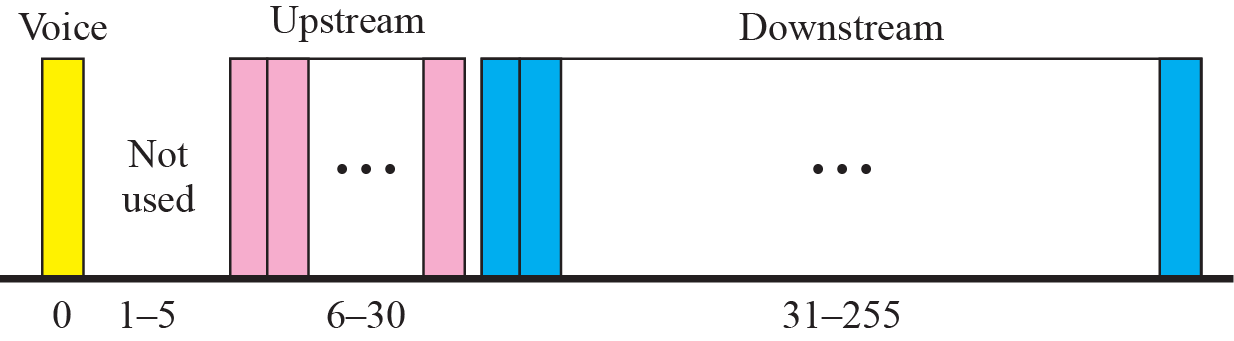 Voice
Upstream
Downstream
Not
used
...
...
0
1–5
6–30
31–255